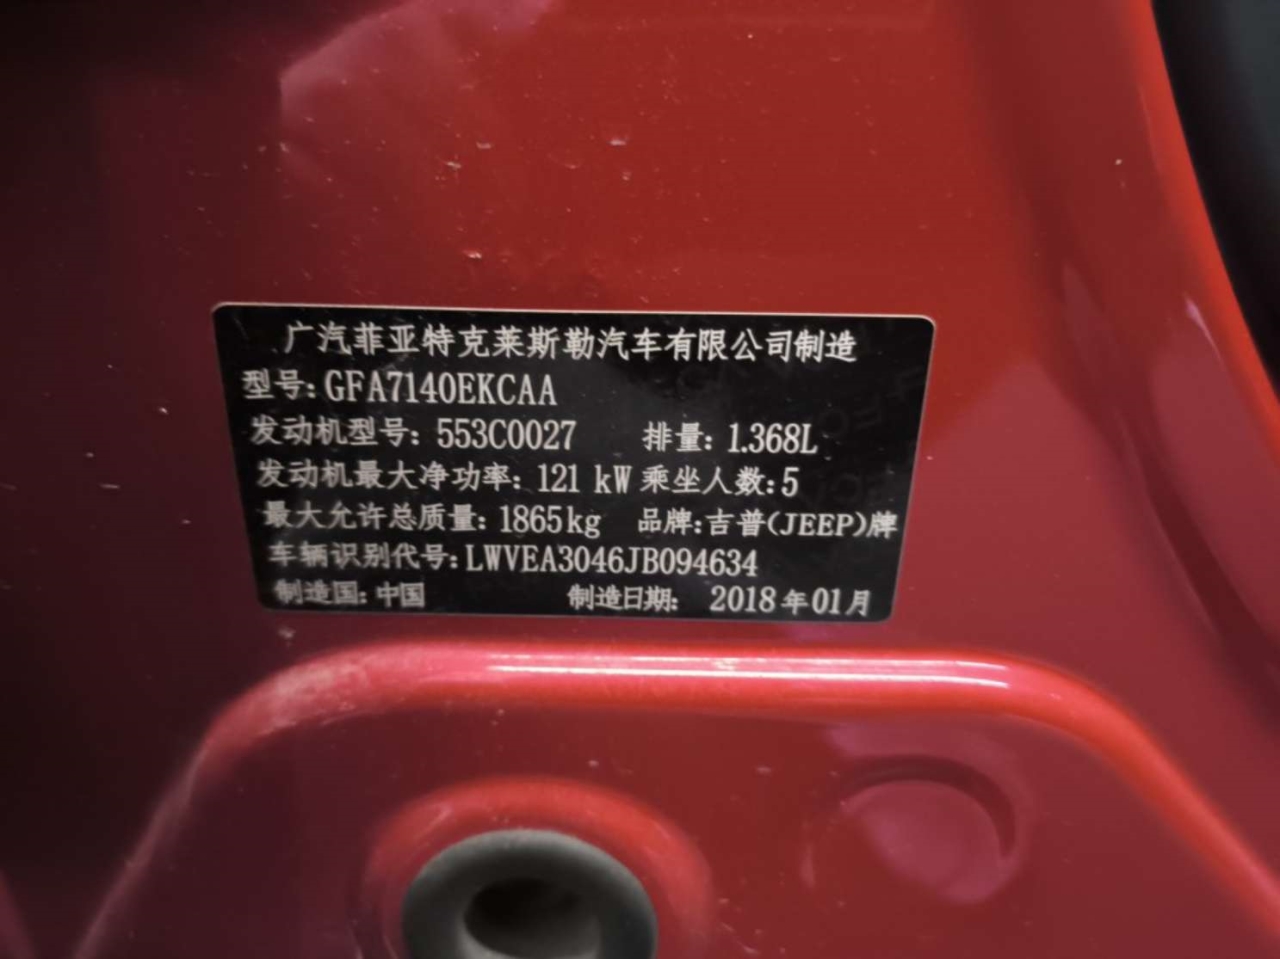 广汽菲亚特克莱斯勒汽车有限公司制造
型号: GFA7140EKCAA
发动机型号: 553C0027 排量: 1.368L
发动机最大净功率: 121 kW 乘坐人数: 5
最大允许总质量: 1865kg 品牌: 吉普(JEEP)牌
车辆识别代号: LWVEA3046JB094634
制造国: 中国 制造日期: 2018年01月